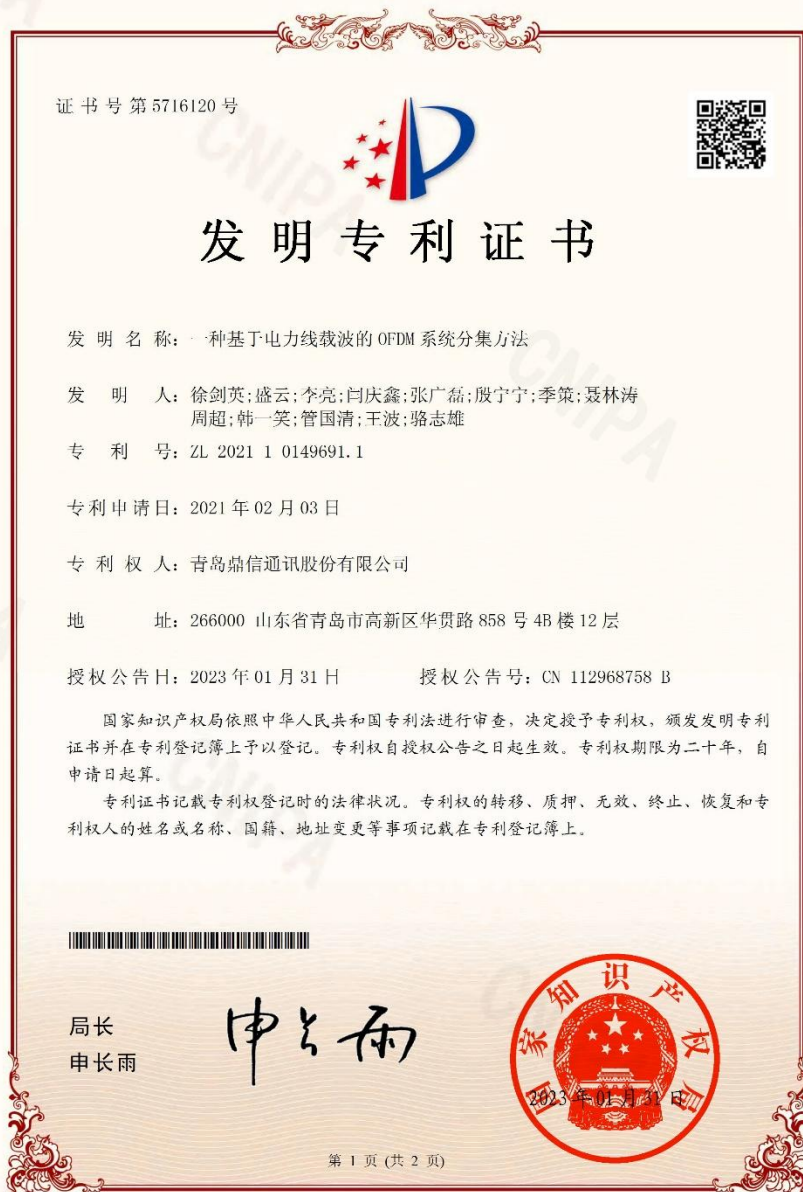 证书号第5716120号
发明专利证书
发明名称：一种基于电力线载波的OFDM系统分集方法
发明人：徐剑英;盛云;李亮;闫庆鑫;张广磊;殷宁宁;季策;聂林涛
周超;韩一笑;管国清;王波;骆志雄
专利号：ZL 2021 1 0149691.1
专利申请日：2021年02月03日
专利权人：青岛鼎信通讯股份有限公司
地址：266000 山东省青岛市高新区华贯路858号4B楼12层
授权公告日：2023年01月31日 授权公告号：CN 112968758 B
国家知识产权局依照中华人民共和国专利法进行审查，决定授予专利权，颁发发明专利
证书并在专利登记簿上予以登记。专利权自授权公告之日起生效。专利权期限为二十年，自
申请日起算。
专利证书记载专利权登记时的法律状况。专利权的转移、质押、无效、终止、恢复和专
利权人的姓名或名称、国籍、地址变更等事项记载在专利登记簿上。
局长
申长雨
申长雨
国家知识产权局
2023年01月31日
第 1 页 (共 2 页)
CNIPA
CNIPA
CNIPA